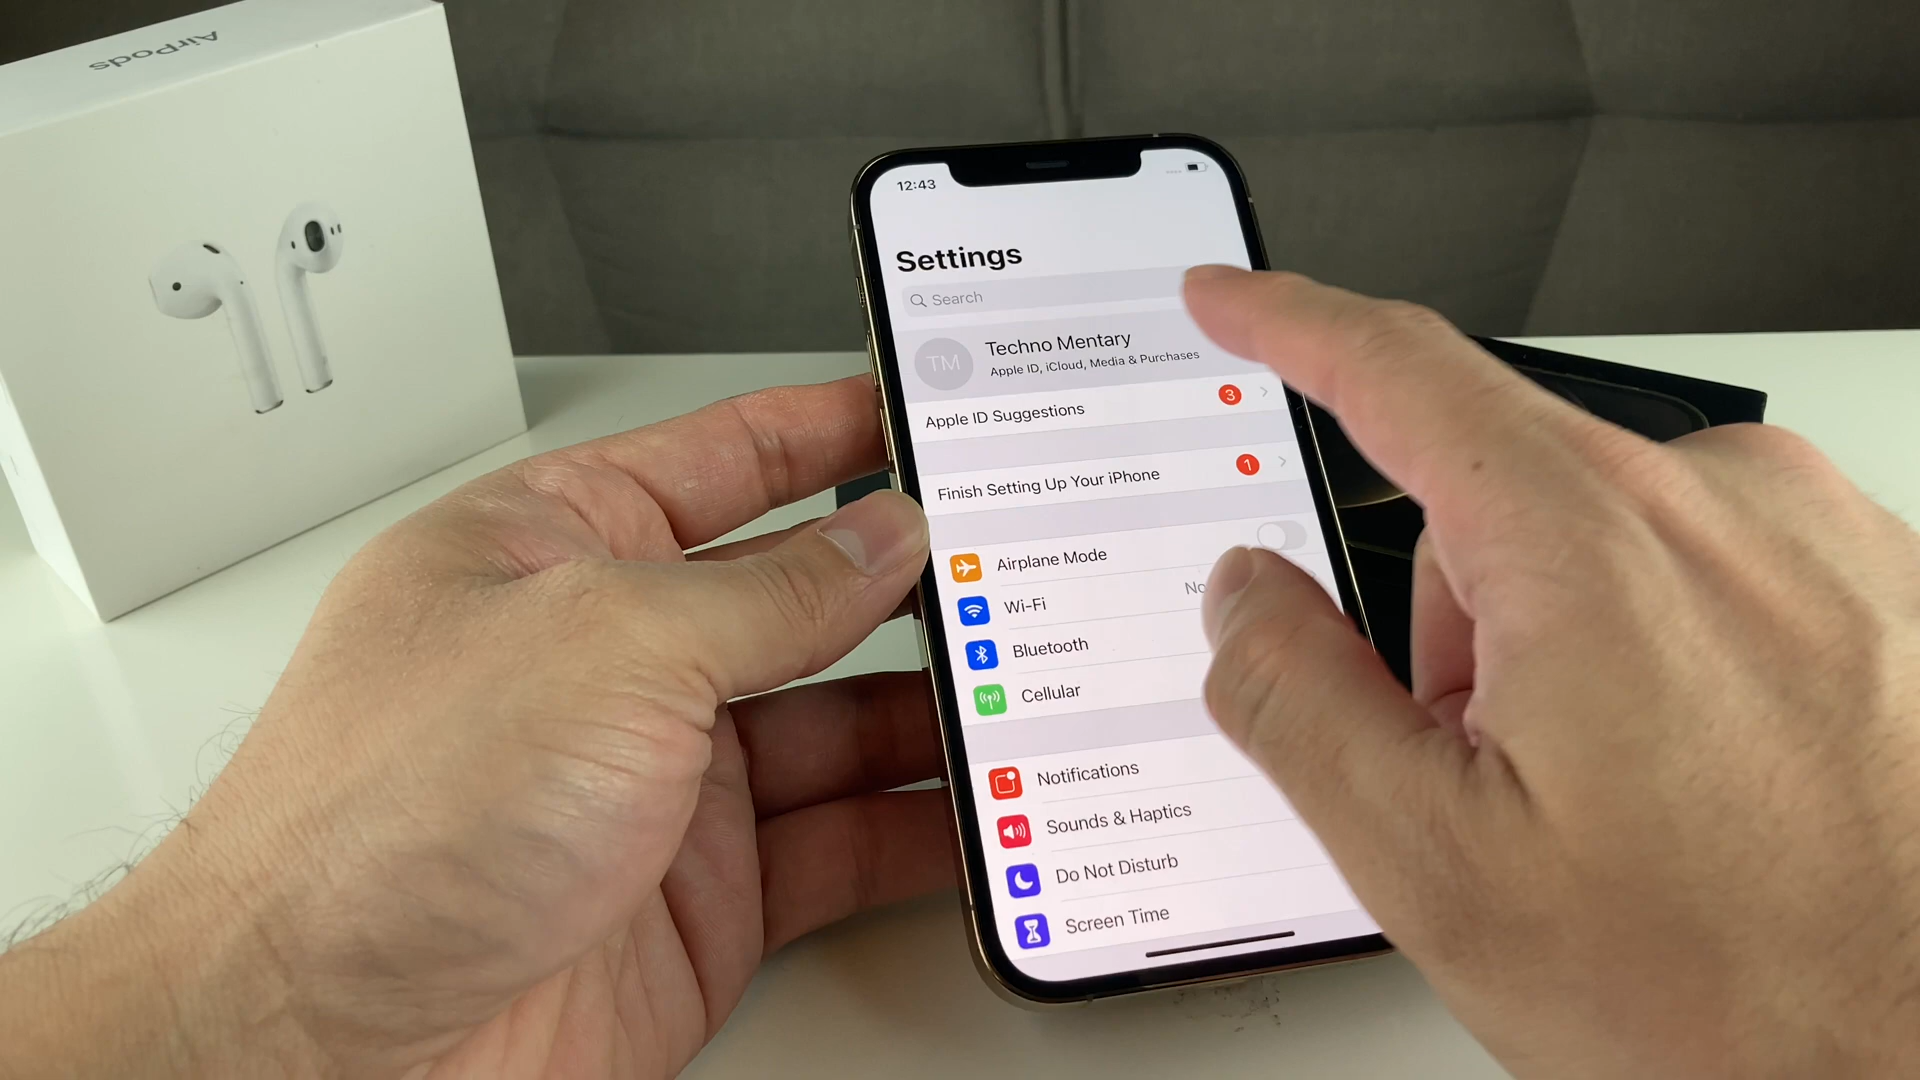 AirPods
12:43
Settings
Search
TM
Techno Mentary
Apple ID, iCloud, Media & Purchases
Apple ID Suggestions 3
Finish Setting Up Your iPhone 1
Airplane Mode
Wi-Fi
Bluetooth
Cellular
Notifications
Sounds & Haptics
Do Not Disturb
Screen Time